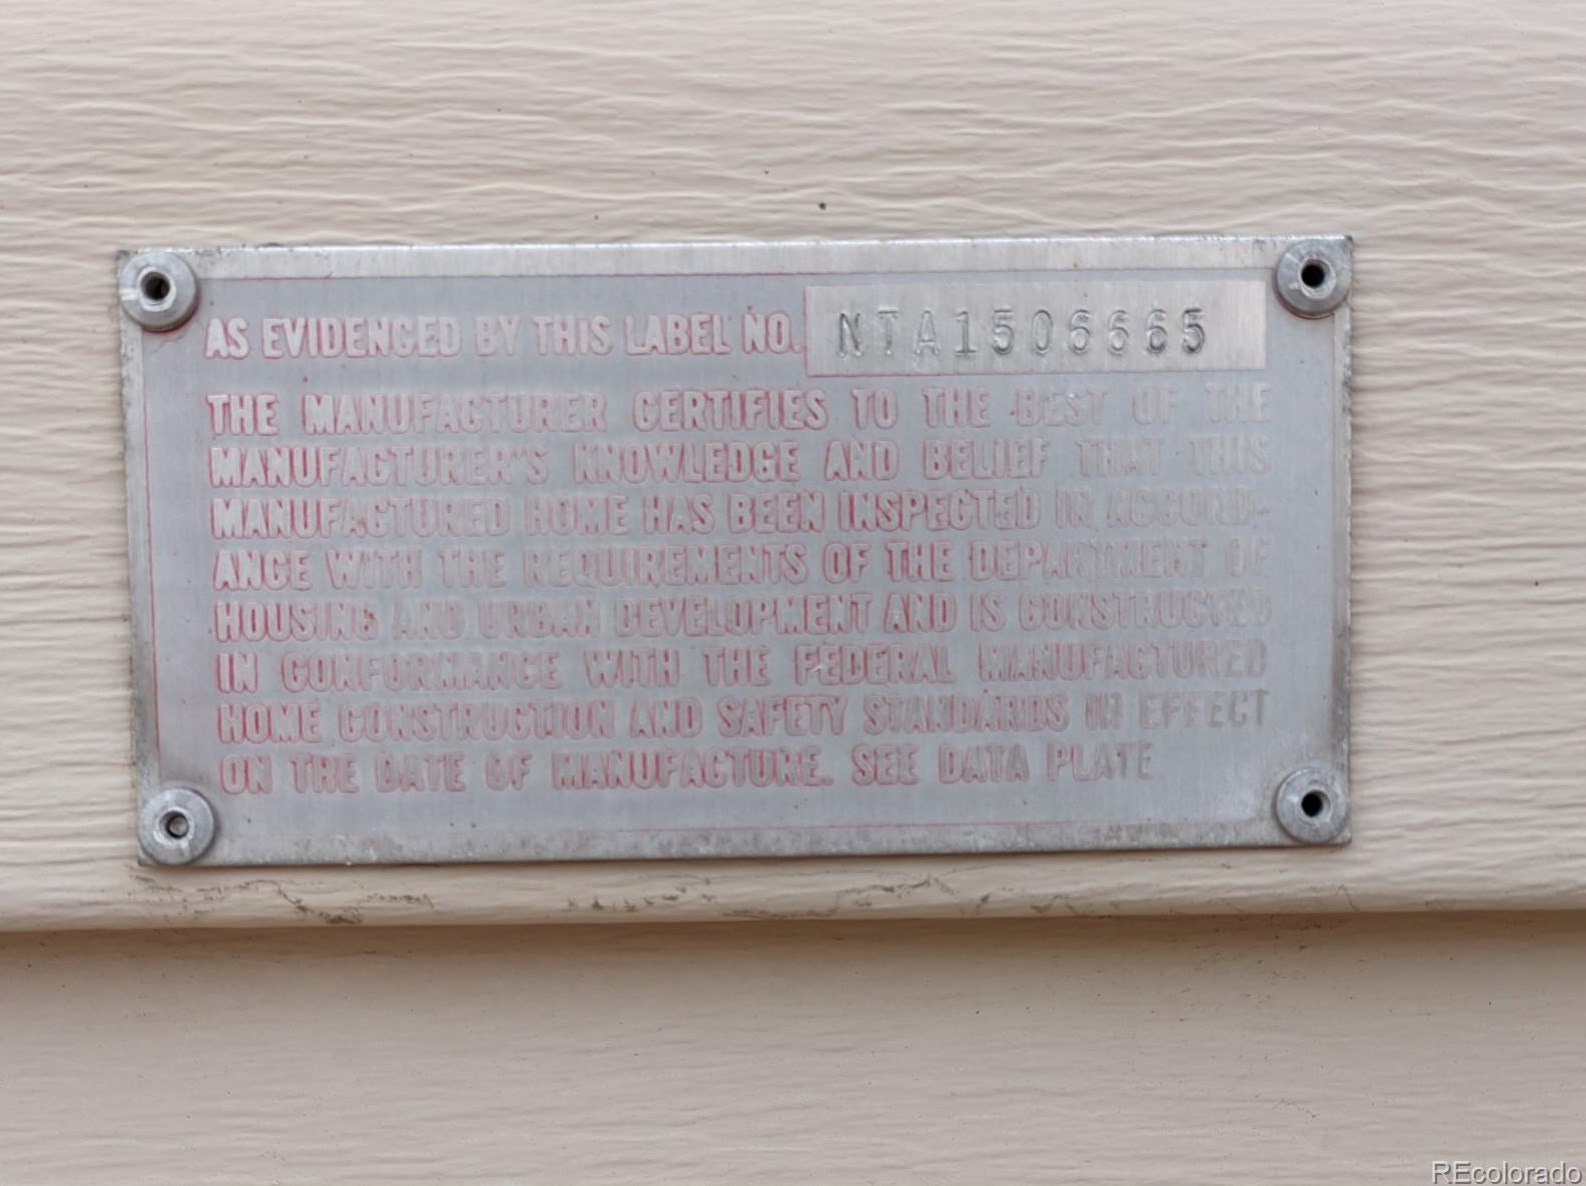 AS EVIDENCED BY THIS LABEL NO. NTA1506665
THE MANUFACTURER CERTIFIES TO THE BEST OF THE
MANUFACTURER'S KNOWLEDGE AND BELIEF THAT THIS
MANUFACTURED HOME HAS BEEN INSPECTED IN ACCORD-
ANCE WITH THE REQUIREMENTS OF THE DEPARTMENT OF
HOUSING AND URBAN DEVELOPMENT AND IS CONSTRUCTED
IN CONFORMANCE WITH THE FEDERAL MANUFACTURED
HOME CONSTRUCTION AND SAFETY STANDARDS IN EFFECT
ON THE DATE OF MANUFACTURE. SEE DATA PLATE
REcolorado